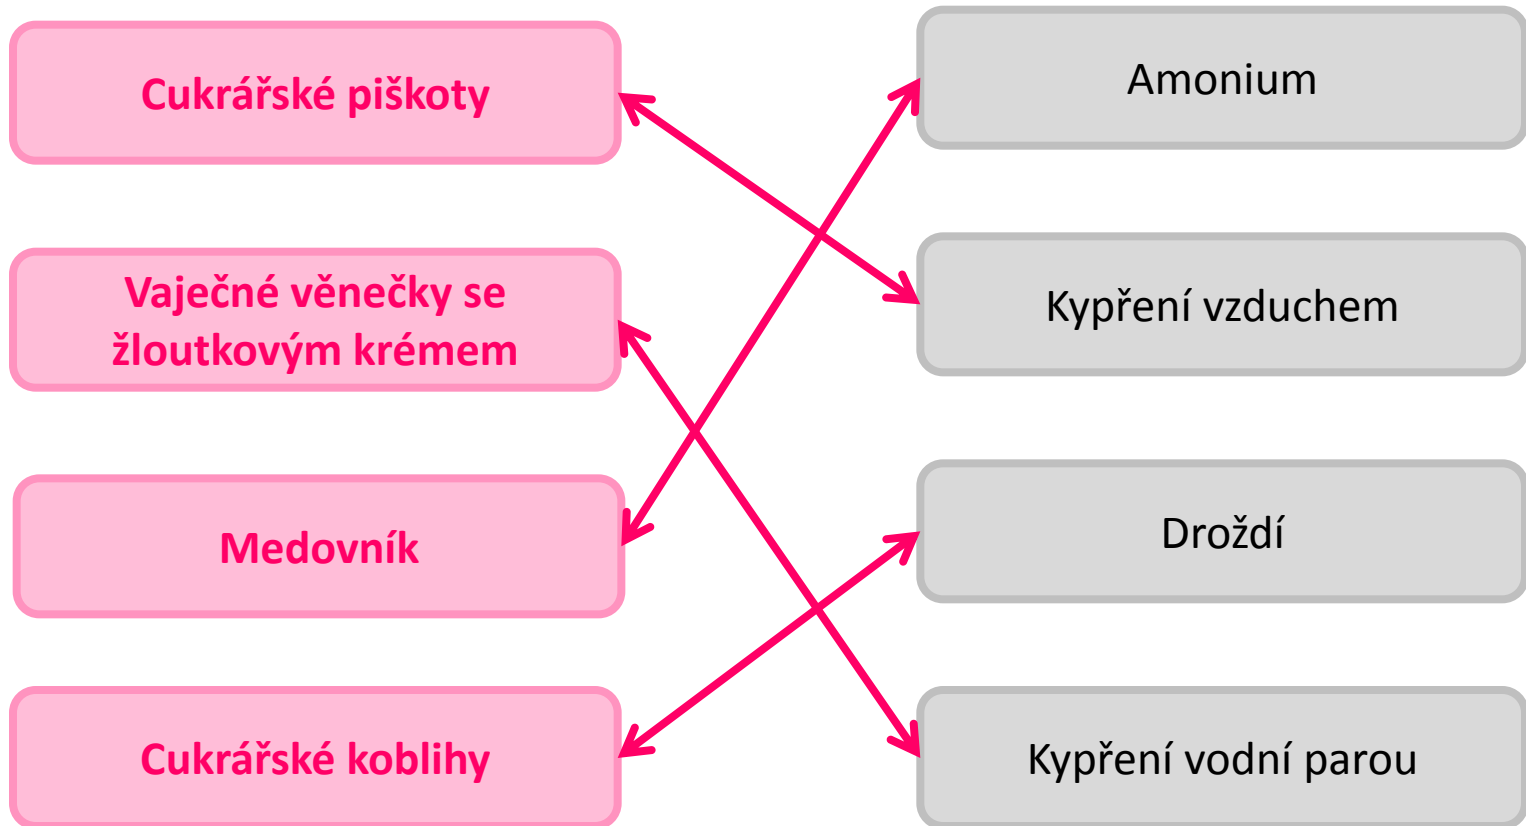 Cukrářské piškoty
Amonium
Vaječné věnečky se
žloutkovým krémem
Kypření vzduchem
Medovník
Droždí
Cukrářské koblihy
Kypření vodní parou